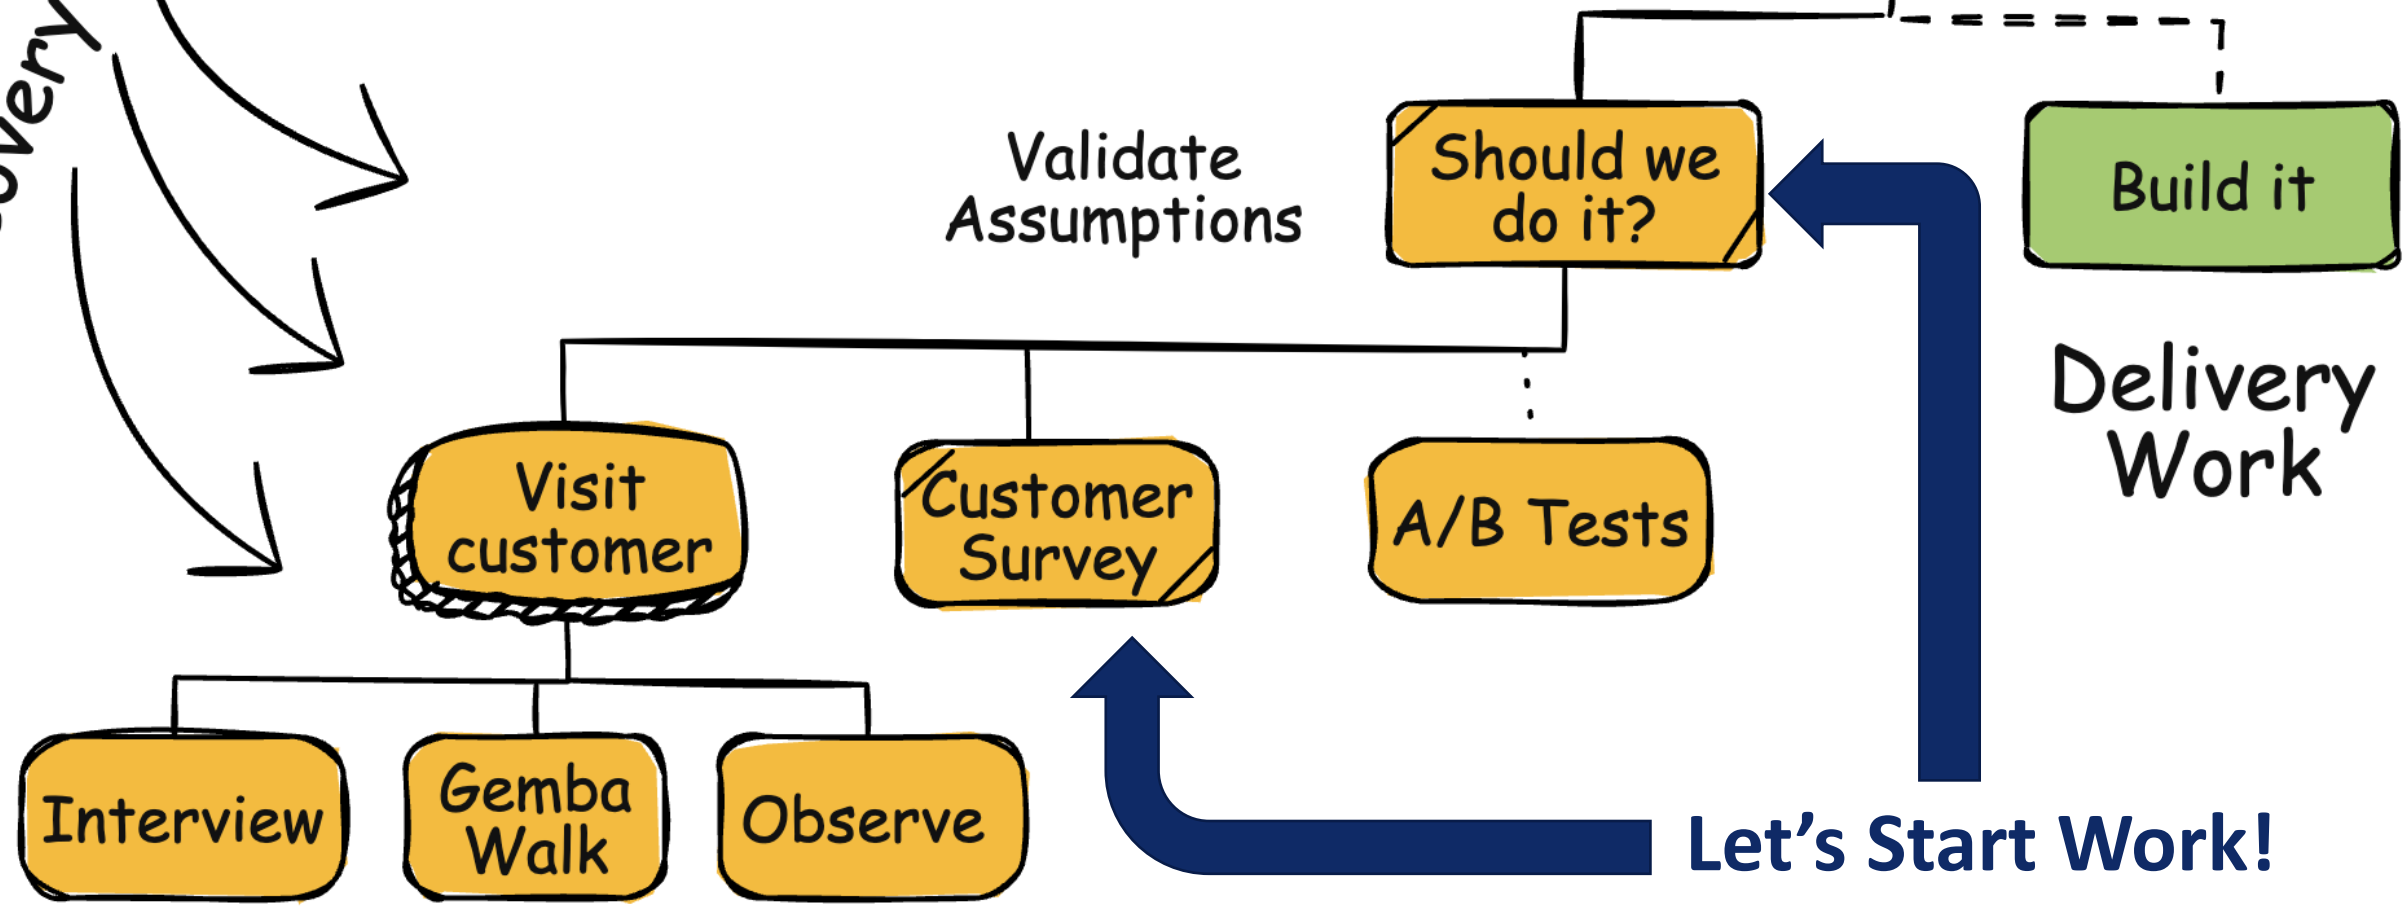 Validate
Assumptions
Should we
do it?
Build it
Delivery
Work
Visit
customer
Customer
Survey
A/B Tests
Interview
Gemba
Walk
Observe
Let's Start Work!